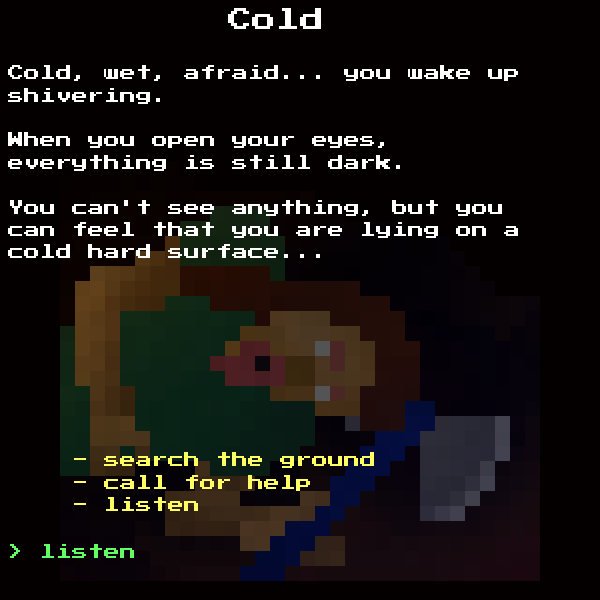 Cold
Cold, wet, afraid... you wake up
shivering.
When you open your eyes,
everything is still dark.
You can't see anything, but you
can feel that you are lying on a
cold hard surface...
- search the ground
- call for help
- listen
> listen